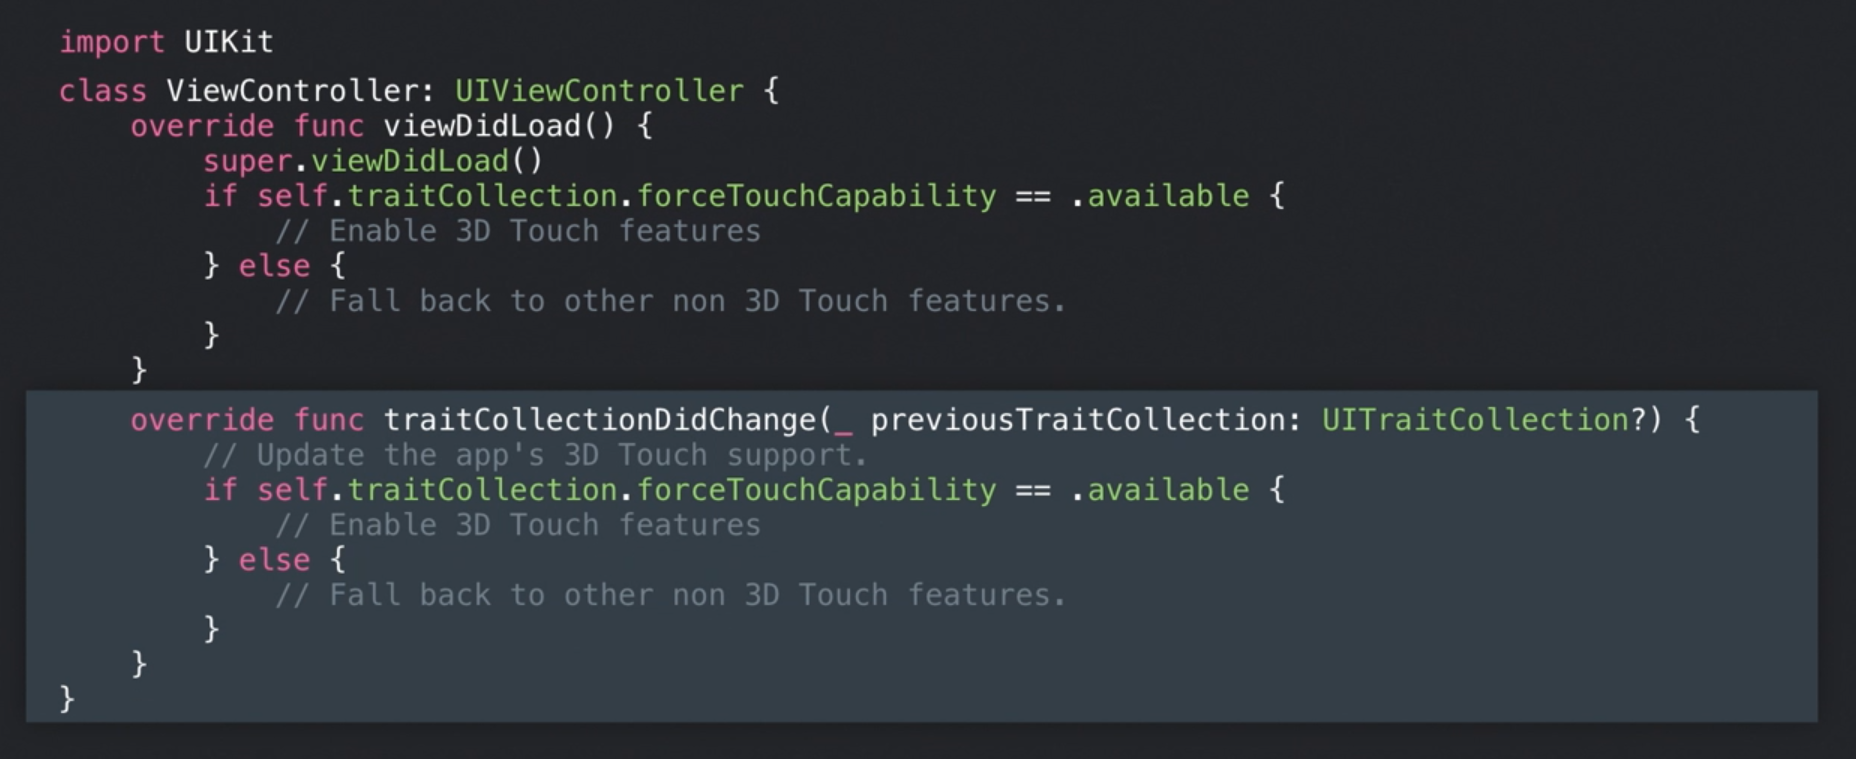 import UIKit
class ViewController: UIViewController {
    override func viewDidLoad() {
        super.viewDidLoad()
        if self.traitCollection.forceTouchCapability == .available {
            // Enable 3D Touch features
        } else {
            // Fall back to other non 3D Touch features.
        }
    }
    override func traitCollectionDidChange(_ previousTraitCollection: UITraitCollection?) {
        // Update the app's 3D Touch support.
        if self.traitCollection.forceTouchCapability == .available {
            // Enable 3D Touch features
        } else {
            // Fall back to other non 3D Touch features.
        }
    }
}